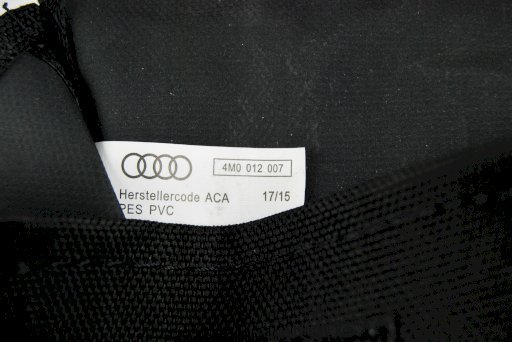 4M0 012 007
Herstellercode ACA 17/15
PES PVC